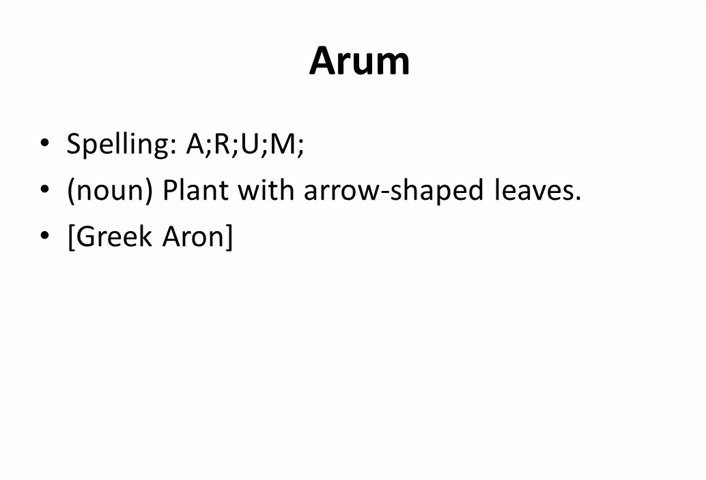 Arum
• Spelling: A;R;U;M;
• (noun) Plant with arrow-shaped leaves.
• [Greek Aron]